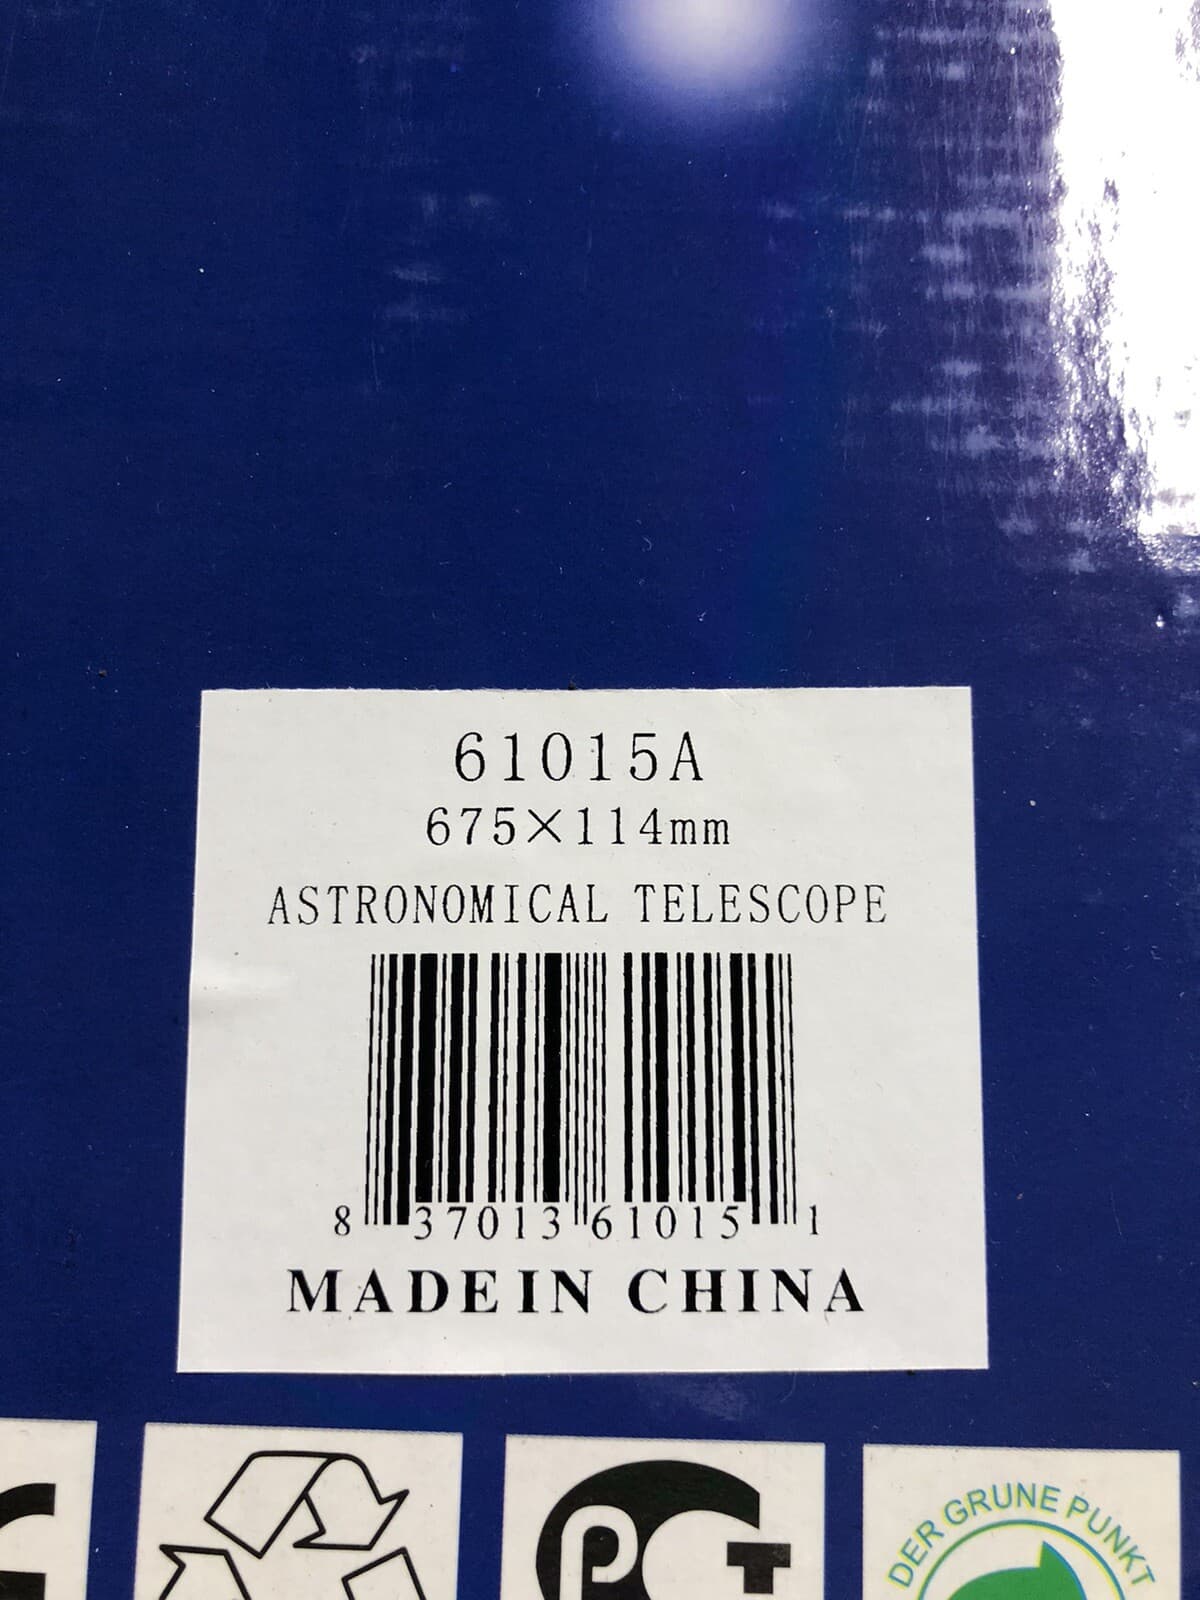 61015A
675×114mm
ASTRONOMICAL TELESCOPE
8 37013 61015 1
MADE IN CHINA
DER GRUNE PUNKT